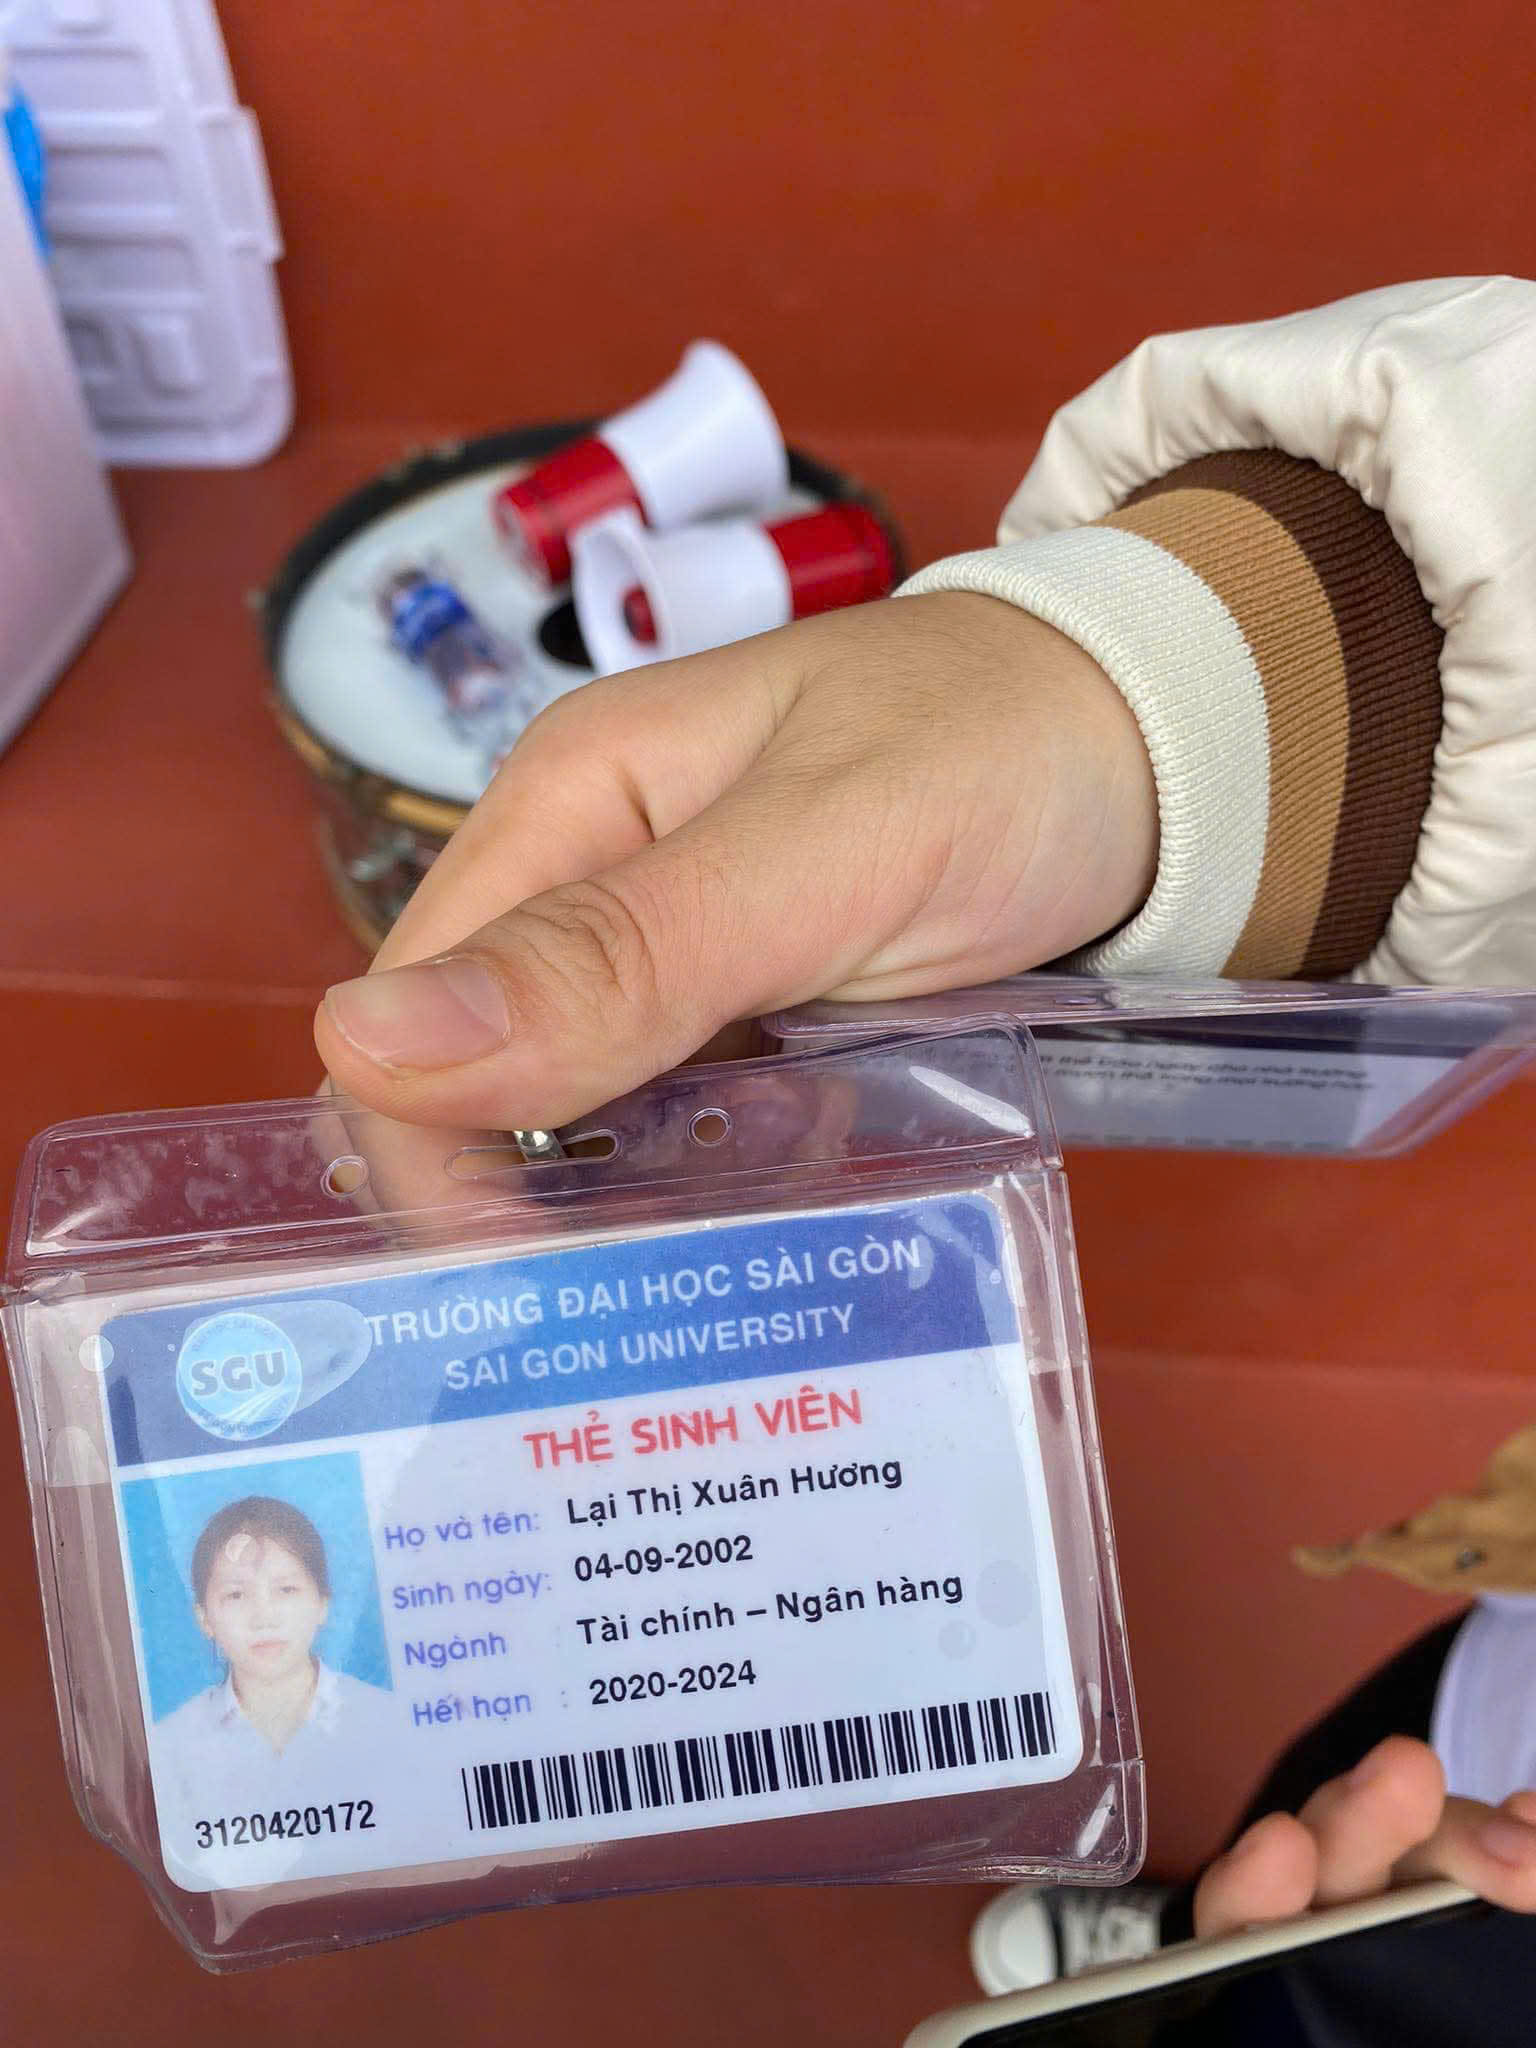 TRƯỜNG ĐẠI HỌC SÀI GÒN
SAI GON UNIVERSITY
SGU
THẺ SINH VIÊN
Họ và tên: Lại Thị Xuân Hương
Sinh ngày: 04-09-2002
Ngành : Tài chính – Ngân hàng
Hết hạn : 2020-2024
3120420172